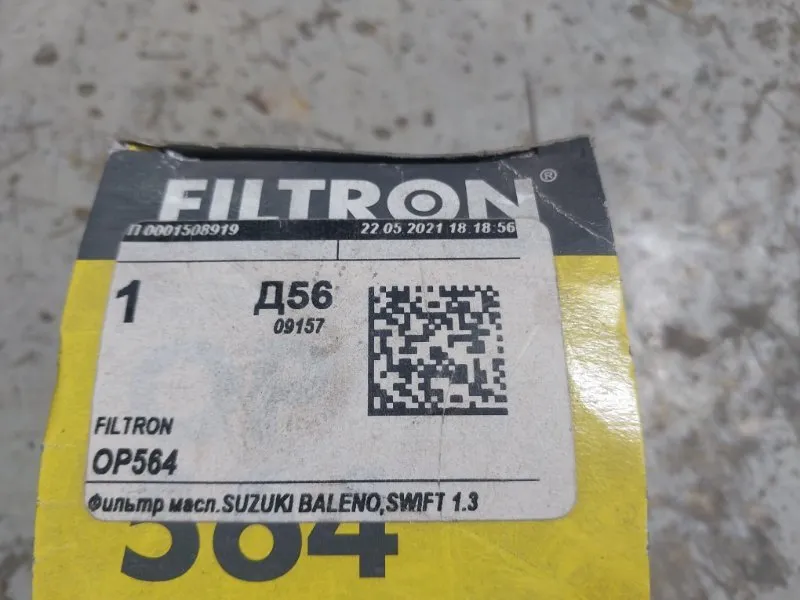 FILTRON®
П 0001508919 22.05.2021 18:18:56
1 Д56
09157
FILTRON
OP564
Фильтр масл.SUZUKI BALENO,SWIFT 1.3
564